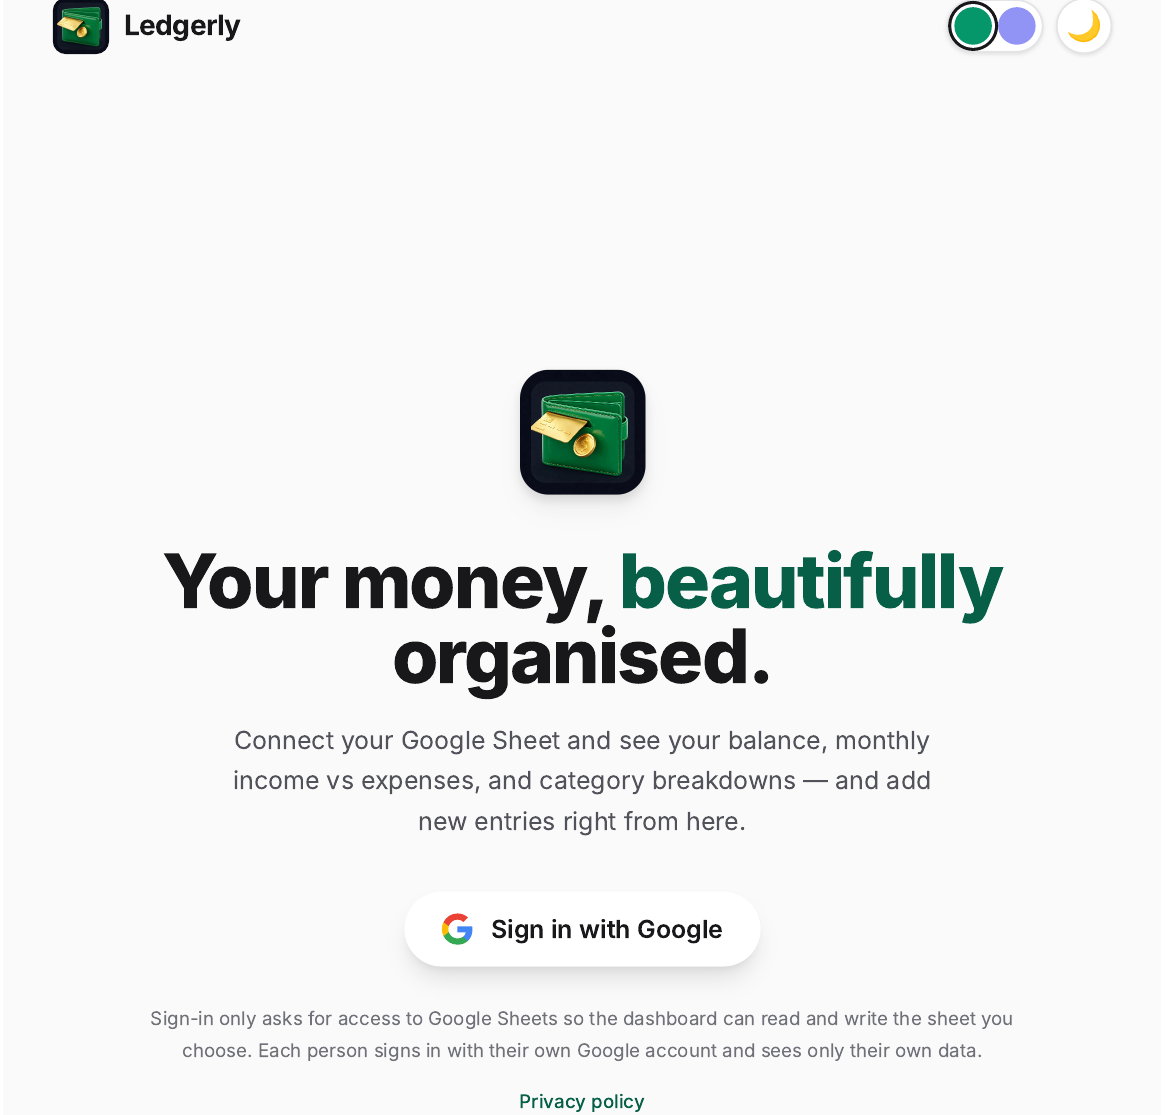 Ledgerly
Your money, beautifully
organised.
Connect your Google Sheet and see your balance, monthly
income vs expenses, and category breakdowns — and add
new entries right from here.
Sign in with Google
Sign-in only asks for access to Google Sheets so the dashboard can read and write the sheet you
choose. Each person signs in with their own Google account and sees only their own data.
Privacy policy